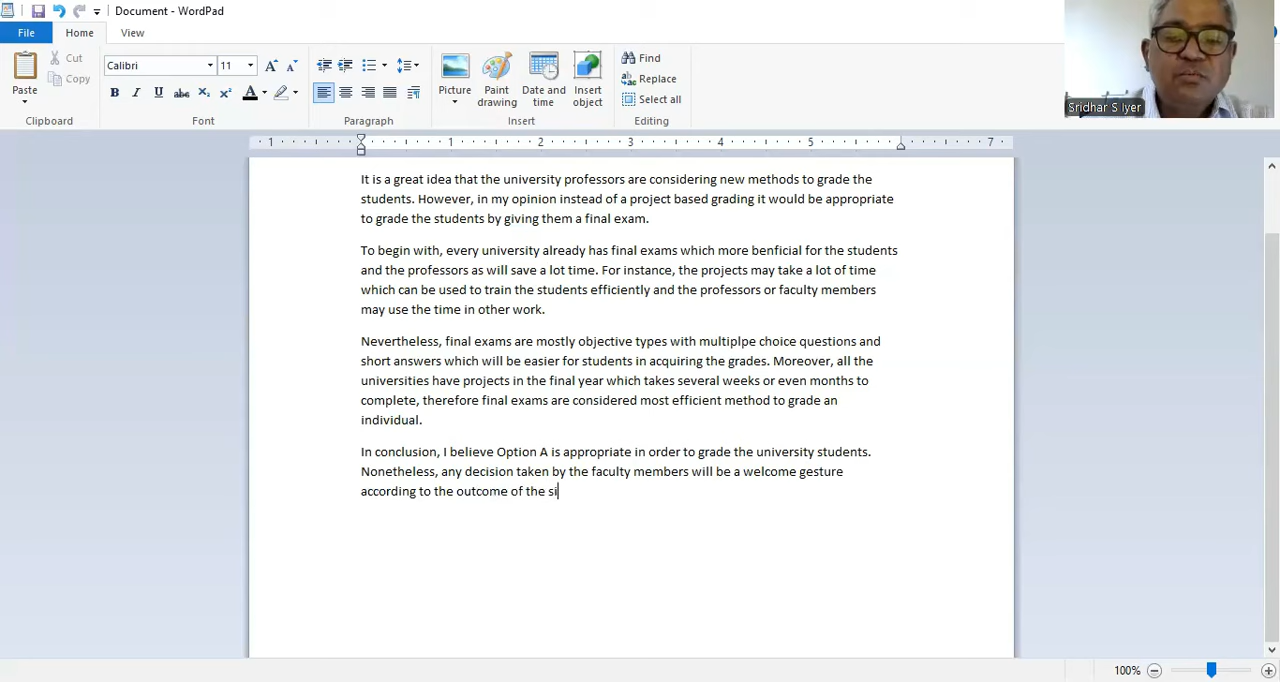 Document - WordPad
File
Home
View
Paste
Cut
Copy
Clipboard
Calibri
11
B I U abc X₂ X² A
Font
Paragraph
Picture
Paint drawing
Date and time
Insert object
Insert
Find
Replace
Select all
Editing
Sridhar S Iyer
1 1 2 3 4 5 7
It is a great idea that the university professors are considering new methods to grade the
students. However, in my opinion instead of a project based grading it would be appropriate
to grade the students by giving them a final exam.
To begin with, every university already has final exams which more benficial for the students
and the professors as will save a lot time. For instance, the projects may take a lot of time
which can be used to train the students efficiently and the professors or faculty members
may use the time in other work.
Nevertheless, final exams are mostly objective types with multiplpe choice questions and
short answers which will be easier for students in acquiring the grades. Moreover, all the
universities have projects in the final year which takes several weeks or even months to
complete, therefore final exams are considered most efficient method to grade an
individual.
In conclusion, I believe Option A is appropriate in order to grade the university students.
Nonetheless, any decision taken by the faculty members will be a welcome gesture
according to the outcome of the si
100%